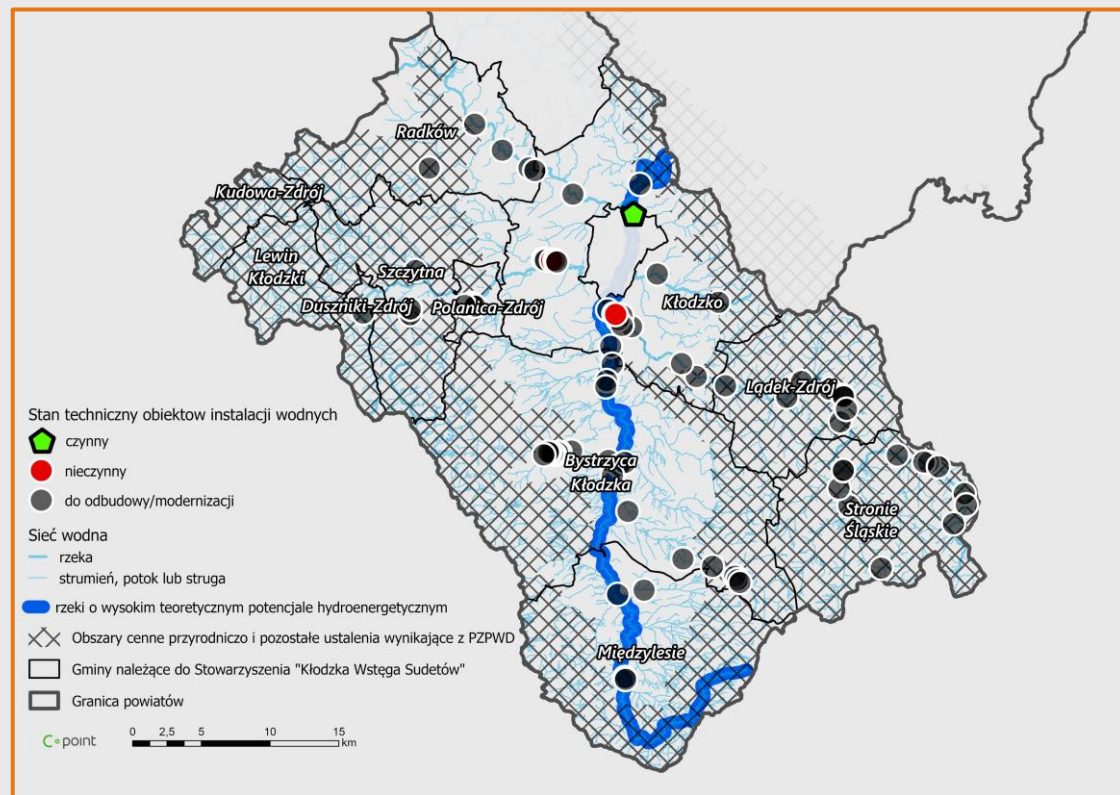 Radków
Kudowa-Zdrój
Lewin
Kłodzki
Szczytna
Duszniki-Zdrój
Polanica-Zdrój
Kłodzko
Lądek-Zdrój
Bystrzyca
Kłodzka
Stronie
Śląskie
Międzylesie
Stan techniczny obiektow instalacji wodnych
czynny
nieczynny
do odbudowy/modernizacji
Sieć wodna
rzeka
strumień, potok lub struga
rzeki o wysokim teoretycznym potencjale hydroenergetycznym
Obszary cenne przyrodniczo i pozostałe ustalenia wynikające z PZPWD
Gminy należące do Stowarzyszenia "Kłodzka Wstęga Sudetów"
Granica powiatów
C point
0 2,5 5 10 15
km